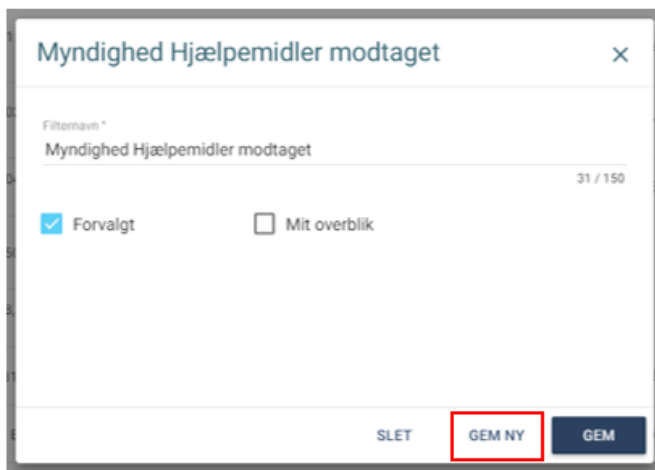 Myndighed Hjælpemidler modtaget
Filternavn *
Myndighed Hjælpemidler modtaget
31 / 150
Forvalgt Mit overblik
SLET GEM NY GEM